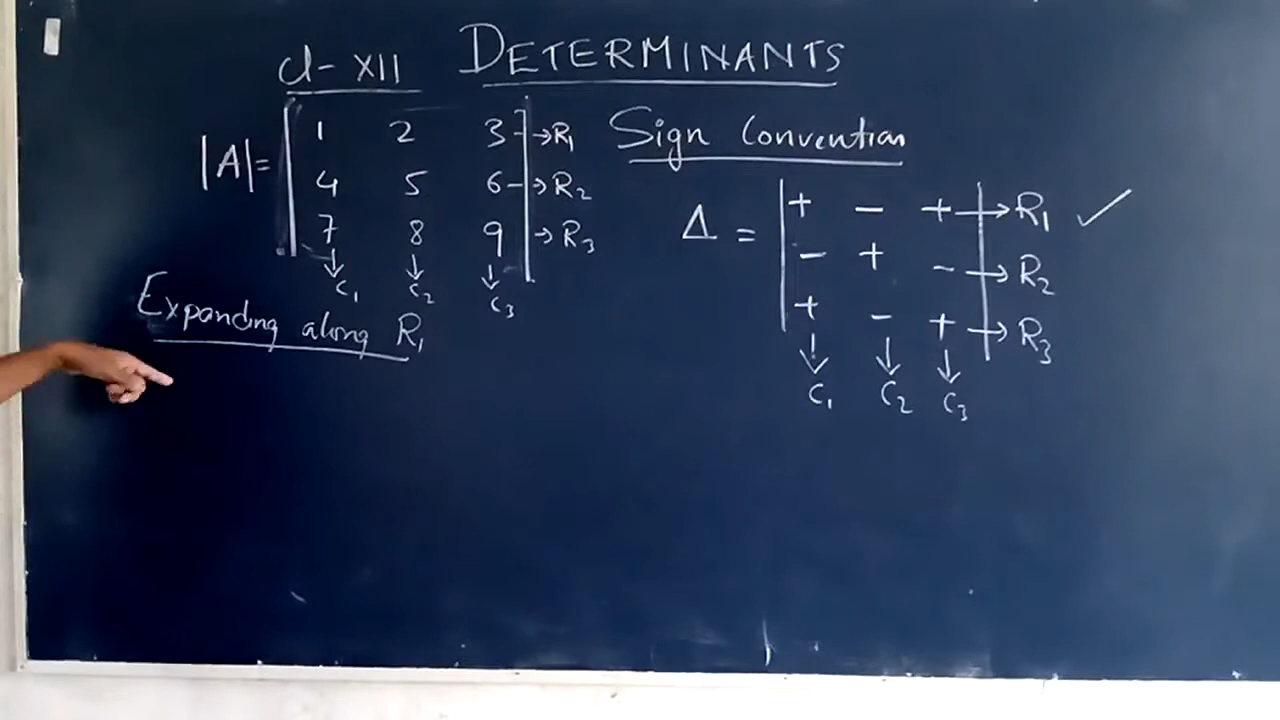 cl- XII DETERMINANTS
|A|= | 1 2 3 | →R1
4 5 6 →R2
7 8 9 →R3
↓ ↓ ↓
C1 C2 C3
Expanding along R1
Sign Convention
Δ = | + - + | →R1 ✓
- + - →R2
+ - + →R3
↓ ↓ ↓
C1 C2 C3